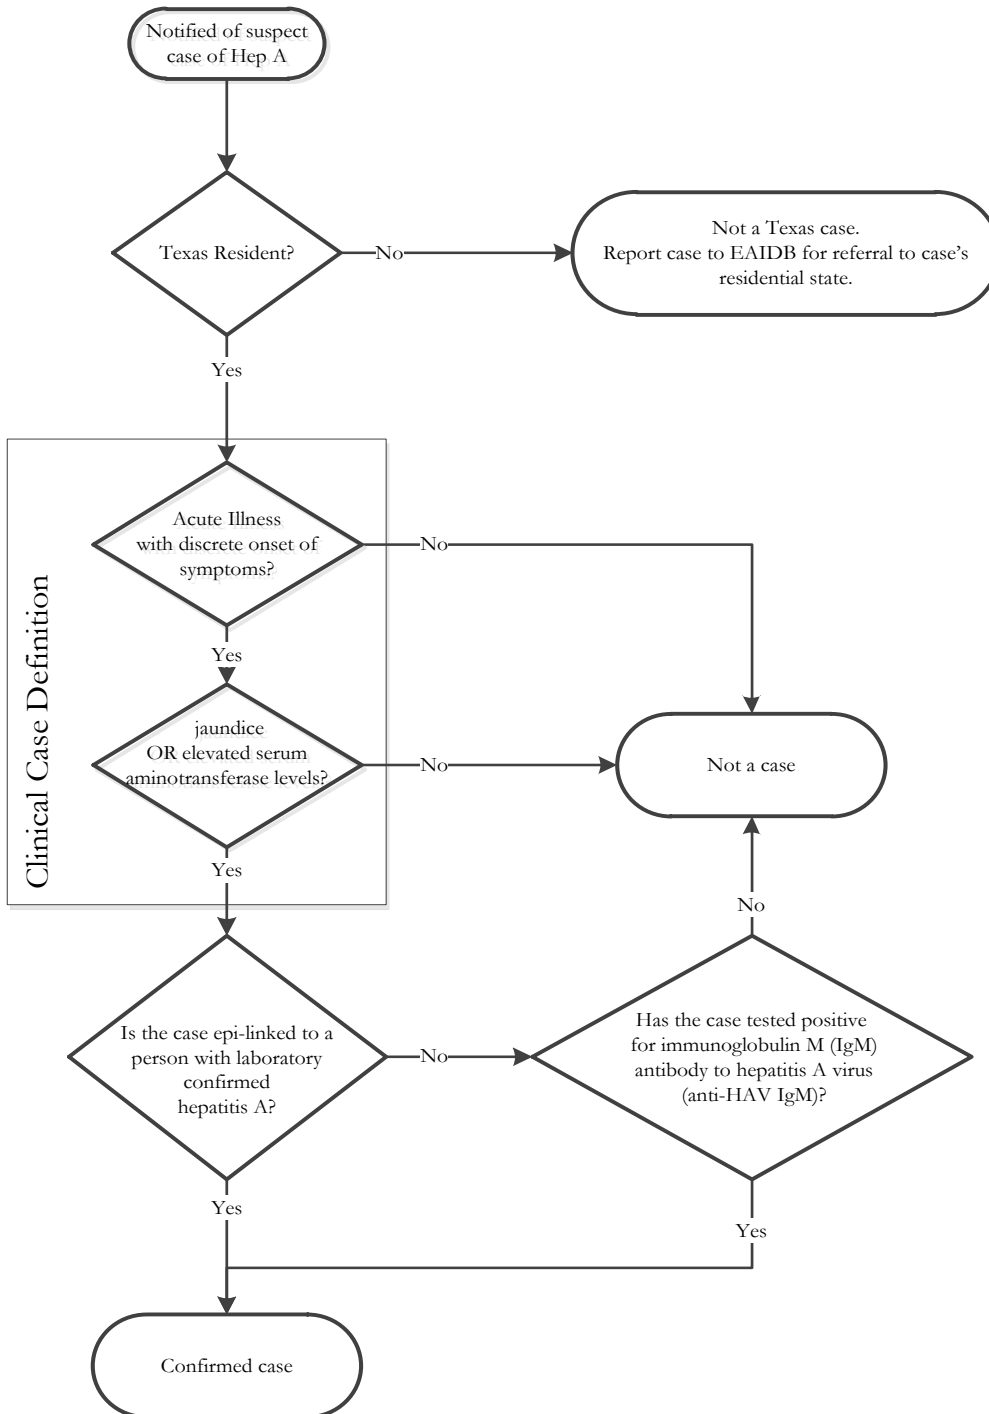 Notified of suspect
case of Hep A
Texas Resident?
No
Not a Texas case.
Report case to EAIDB for referral to case's
residential state.
Yes
Clinical Case Definition
Acute Illness
with discrete onset of
symptoms?
No
Yes
jaundice
OR elevated serum
aminotransferase levels?
No
Not a case
Yes
No
Is the case epi-linked to a
person with laboratory
confirmed
hepatitis A?
No
Has the case tested positive
for immunoglobulin M (IgM)
antibody to hepatitis A virus
(anti-HAV IgM)?
Yes
Yes
Confirmed case